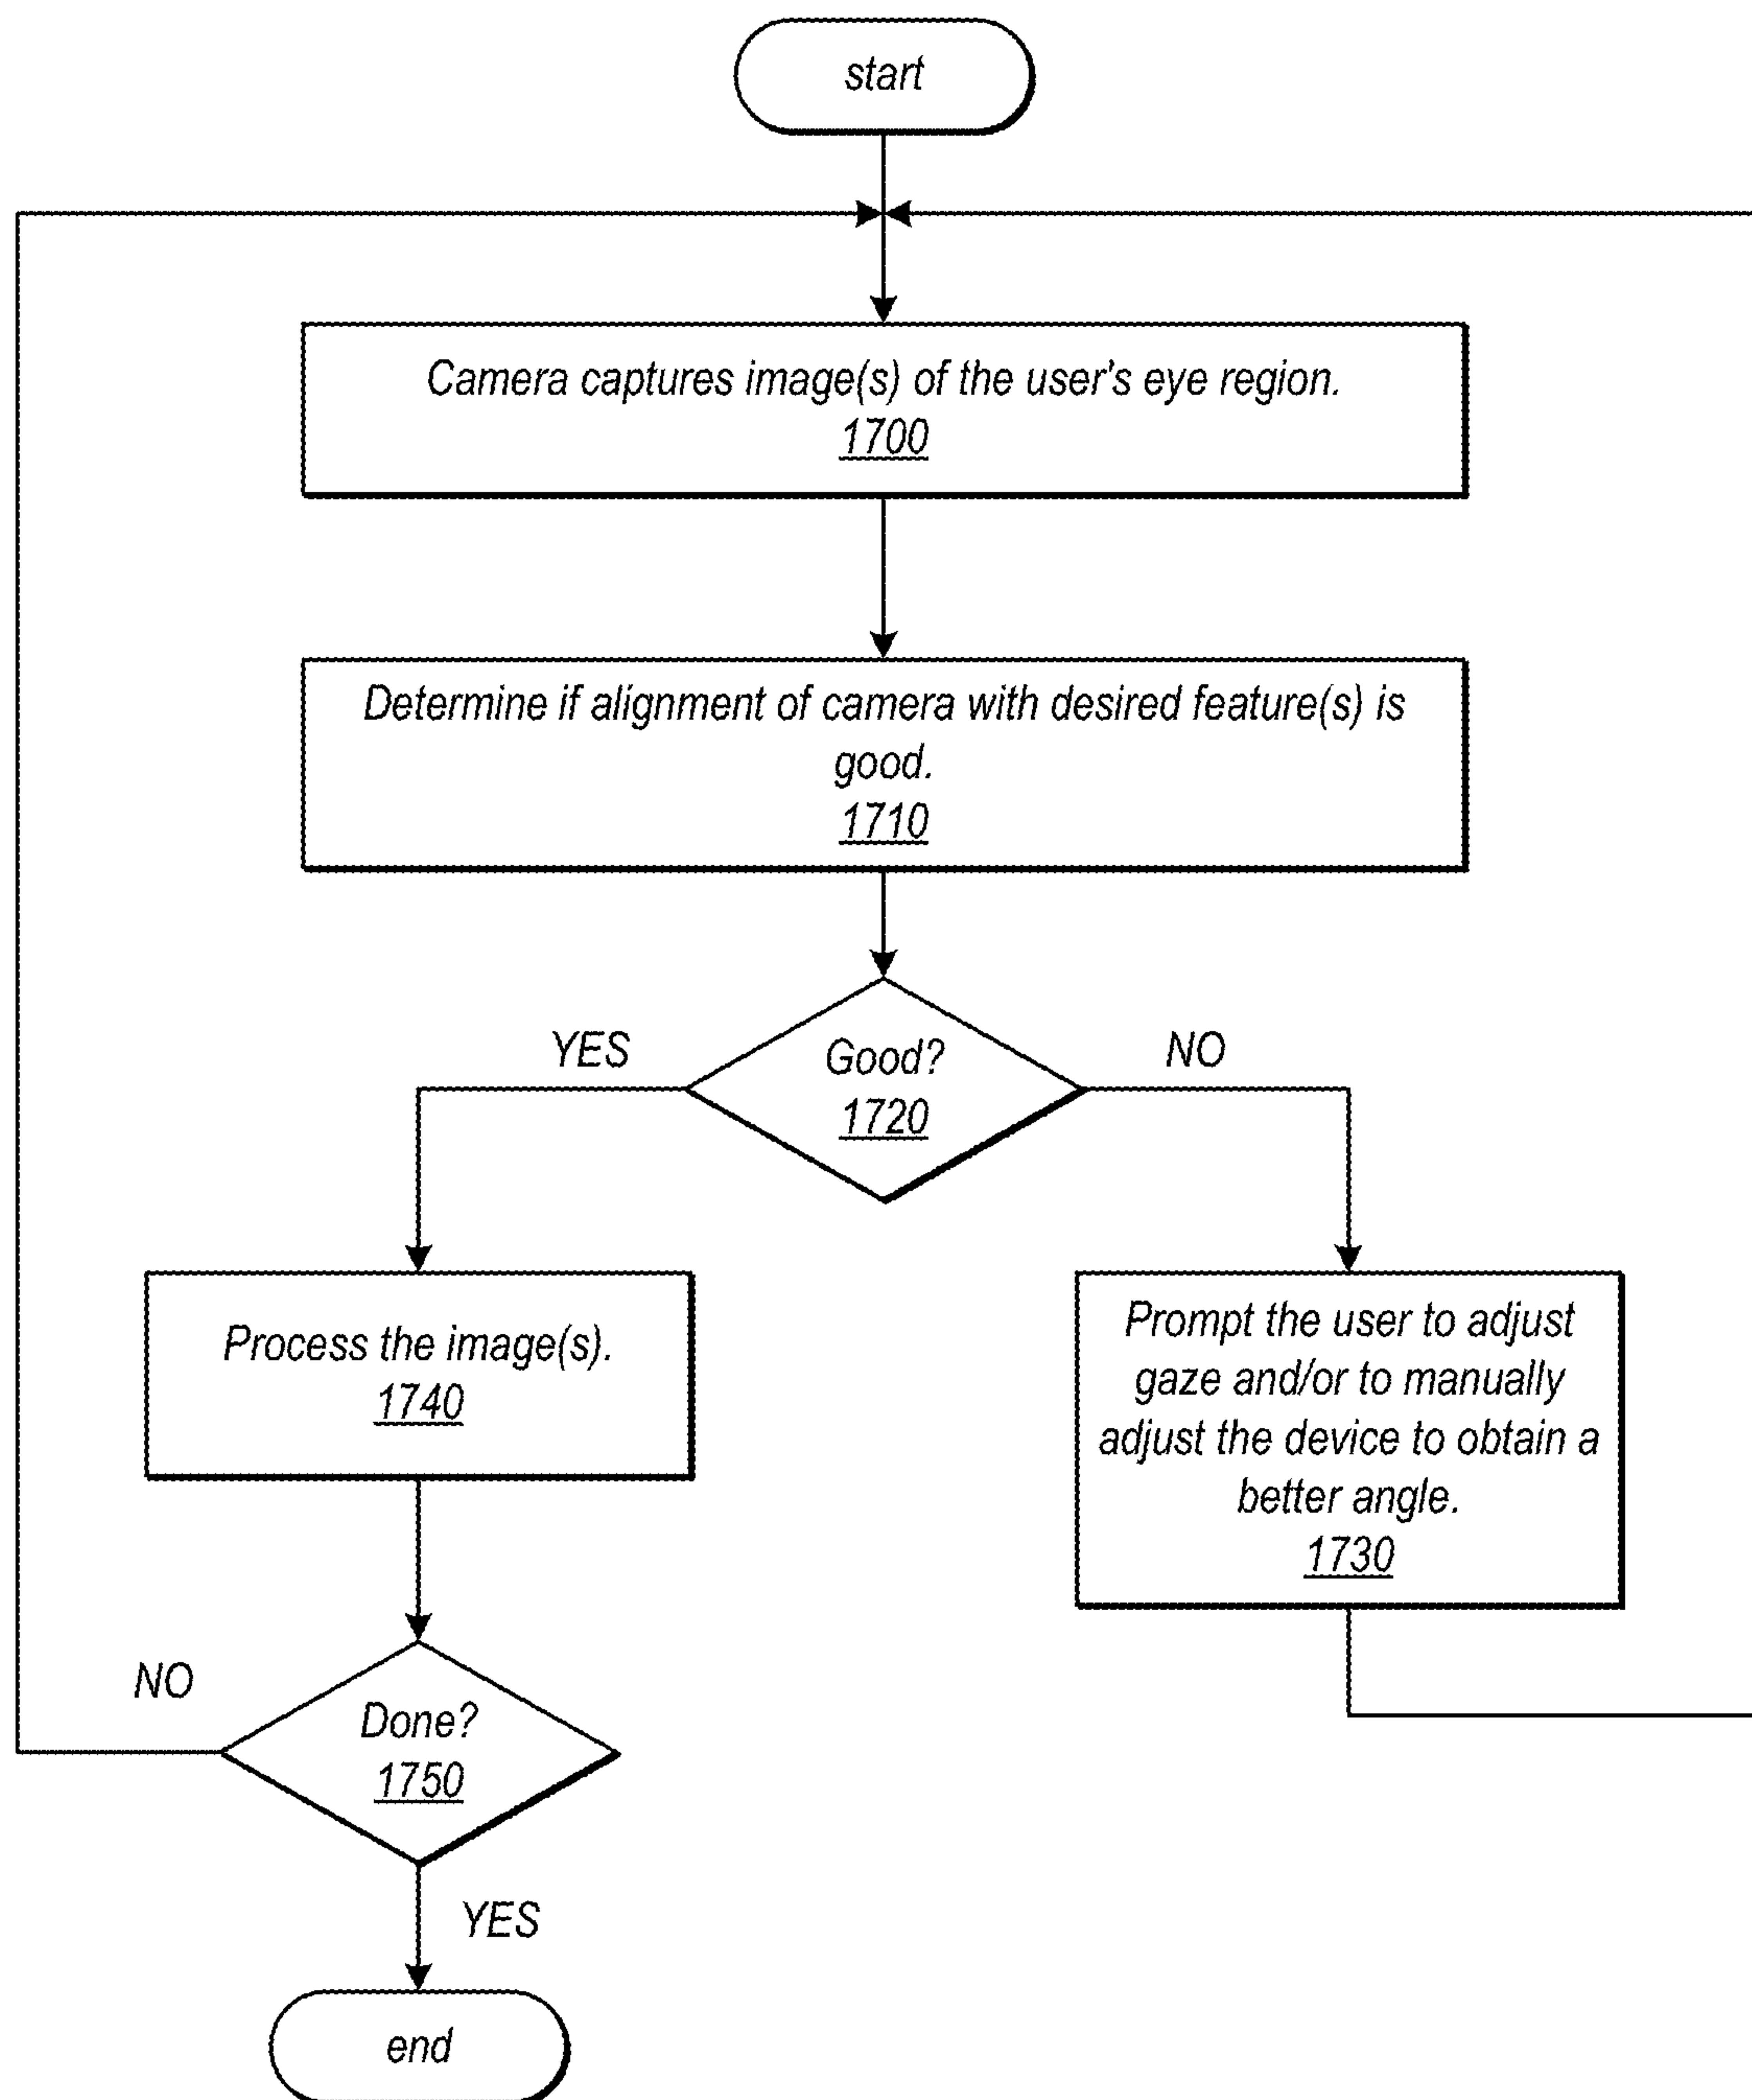 start
Camera captures image(s) of the user's eye region.
1700
Determine if alignment of camera with desired feature(s) is
good.
1710
YES
Good?
1720
NO
Process the image(s).
1740
Prompt the user to adjust
gaze and/or to manually
adjust the device to obtain a
better angle.
1730
NO
Done?
1750
YES
end